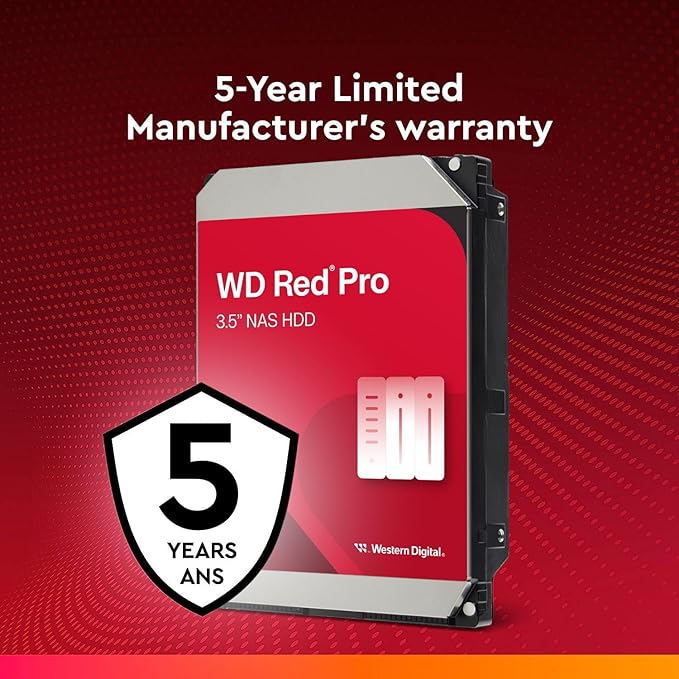 5-Year Limited
Manufacturer's warranty
WD Red® Pro
3.5" NAS HDD
5
YEARS
ANS
W. Western Digital®